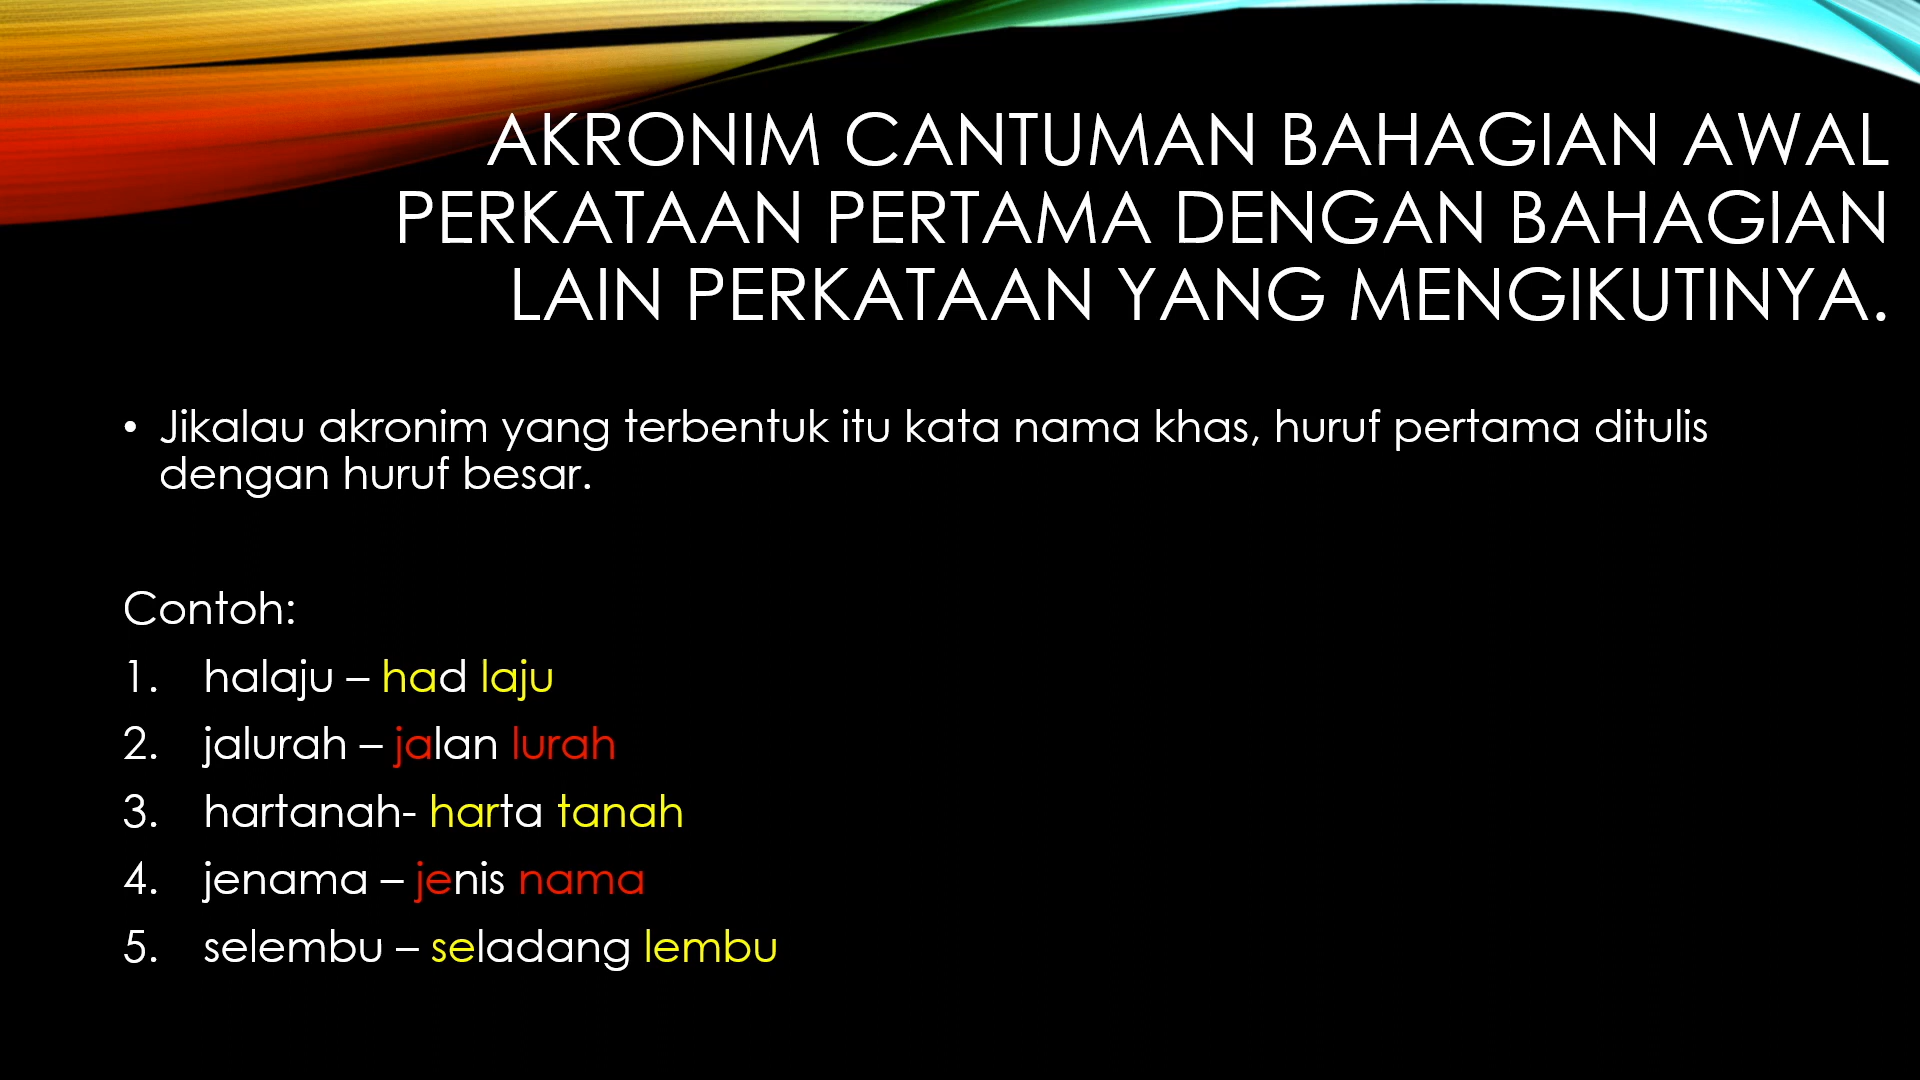 AKRONIM CANTUMAN BAHAGIAN AWAL
PERKATAAN PERTAMA DENGAN BAHAGIAN
LAIN PERKATAAN YANG MENGIKUTINYA.
• Jikalau akronim yang terbentuk itu kata nama khas, huruf pertama ditulis
dengan huruf besar.
Contoh:
1. halaju – had laju
2. jalurah – jalan lurah
3. hartanah- harta tanah
4. jenama – jenis nama
5. selembu – seladang lembu